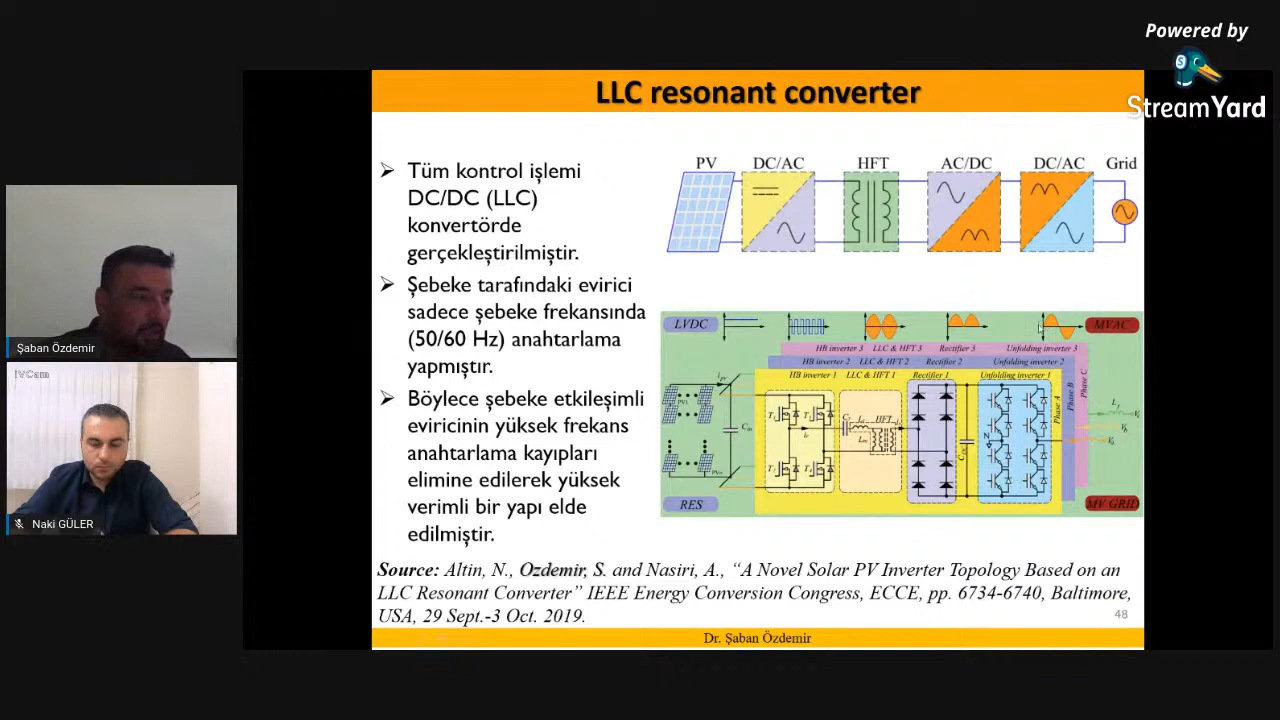 Powered by
StreamYard
LLC resonant converter
➢ Tüm kontrol işlemi
DC/DC (LLC)
konvertörde
gerçekleştirilmiştir.
➢ Şebeke tarafındaki evirici
sadece şebeke frekansında
(50/60 Hz) anahtarlama
yapmıştır.
➢ Böylece şebeke etkileşimli
eviricinin yüksek frekans
anahtarlama kayıpları
elimine edilerek yüksek
verimli bir yapı elde
edilmiştir.
PV DC/AC HFT AC/DC DC/AC Grid
LVDC MVAC
HB inverter 3 LLC & HFT 3 Rectifier 3 Unfolding inverter 3
HB inverter 2 LLC & HFT 2 Rectifier 2 Unfolding inverter 2
HB inverter 1 LLC & HFT 1 Rectifier 1 Unfolding inverter 1
Phase A
Phase B
Phase C
HFT
RES MV GRID
Source: Altin, N., Ozdemir, S. and Nasiri, A., “A Novel Solar PV Inverter Topology Based on an
LLC Resonant Converter” IEEE Energy Conversion Congress, ECCE, pp. 6734-6740, Baltimore,
USA, 29 Sept.-3 Oct. 2019.
48
Dr. Şaban Özdemir
Şaban Özdemir
IVCam
Naki GÜLER